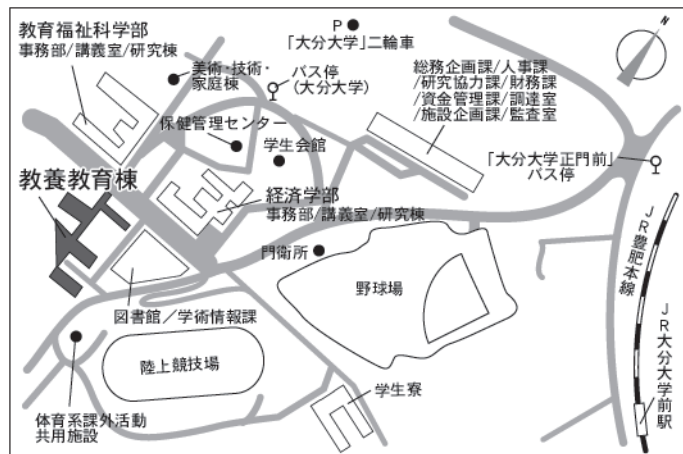 教育福祉科学部
事務部/講義室/研究棟
美術・技術・
家庭棟
P
「大分大学」二輪車
バス停
(大分大学)
総務企画課/人事課
/研究協力課/財務課
/資金管理課/調達室
/施設企画課/監査室
N
保健管理センター
学生会館
「大分大学正門前」
バス停
教養教育棟
経済学部
事務部/講義室/研究棟
門衛所
野球場
JR豊肥本線
図書館/学術情報課
陸上競技場
JR大分大学前駅
学生寮
体育系課外活動
共用施設